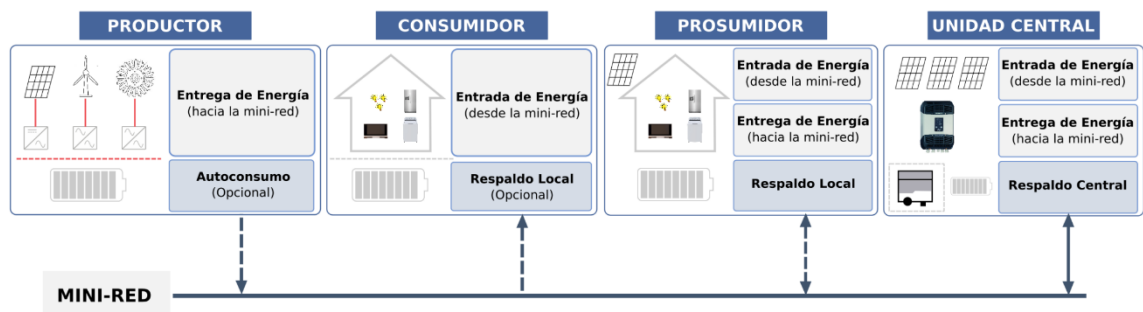 PRODUCTOR
Entrega de Energía
(hacia la mini-red)
Autoconsumo
(Opcional)
CONSUMIDOR
Entrada de Energía
(desde la mini-red)
Respaldo Local
(Opcional)
PROSUMIDOR
Entrada de Energía
(desde la mini-red)
Entrega de Energía
(hacia la mini-red)
Respaldo Local
UNIDAD CENTRAL
Entrada de Energía
(desde la mini-red)
Entrega de Energía
(hacia la mini-red)
Respaldo Central
MINI-RED